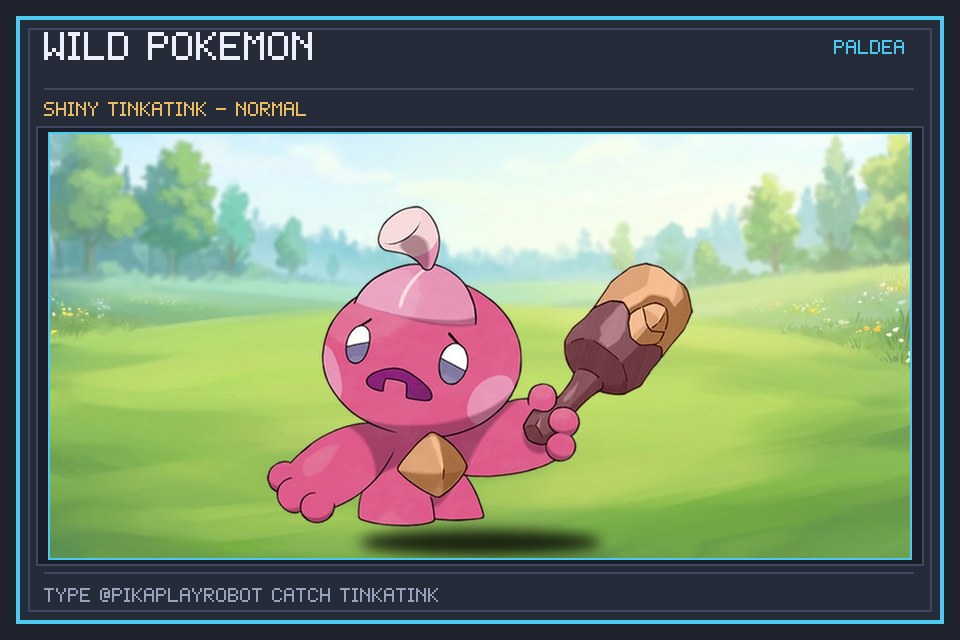 WILD POKEMON
PALDEA
SHINY TINKATINK - NORMAL
TYPE @PIKAPLAYROBOT CATCH TINKATINK